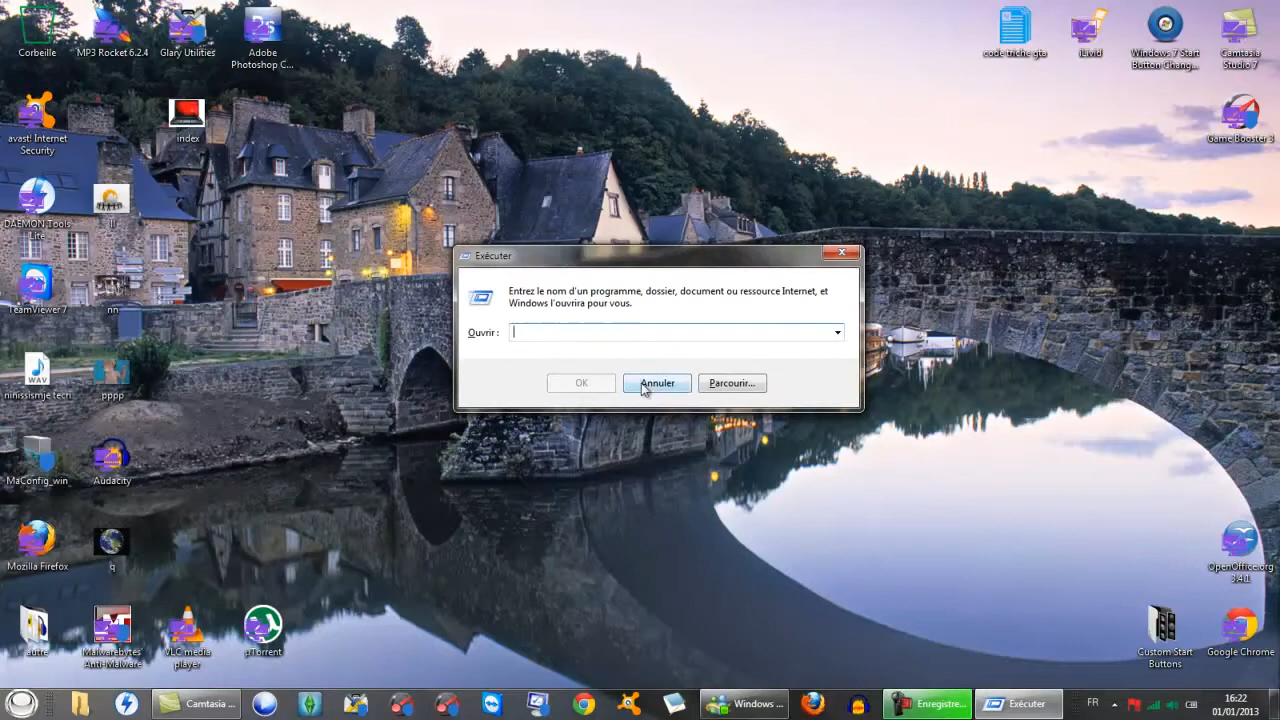 Corbeille
MP3 Rocket 6.2.4
Glary Utilities
Ps
Adobe
Photoshop C...
code triche gta
iLivid
Windows 7 Start
Button Chang...
Camtasia
Studio 7
avast! Internet
Security
index
Game Booster 3
DAEMON Tools
Lite
TeamViewer 7
nn
WAV
ninissismje tech
pppp
MaConfig_win
Audacity
Mozilla Firefox
q
OpenOffice.org
3.4.1
autre
Malwarebytes'
Anti-Malware
VLC media
player
µTorrent
Custom Start
Buttons
Google Chrome
Exécuter
Entrez le nom d'un programme, dossier, document ou ressource Internet, et
Windows l'ouvrira pour vous.
Ouvrir :
OK
Annuler
Parcourir...
Camtasia ...
Windows ...
Enregistre...
Exécuter
FR
16:22
01/01/2013